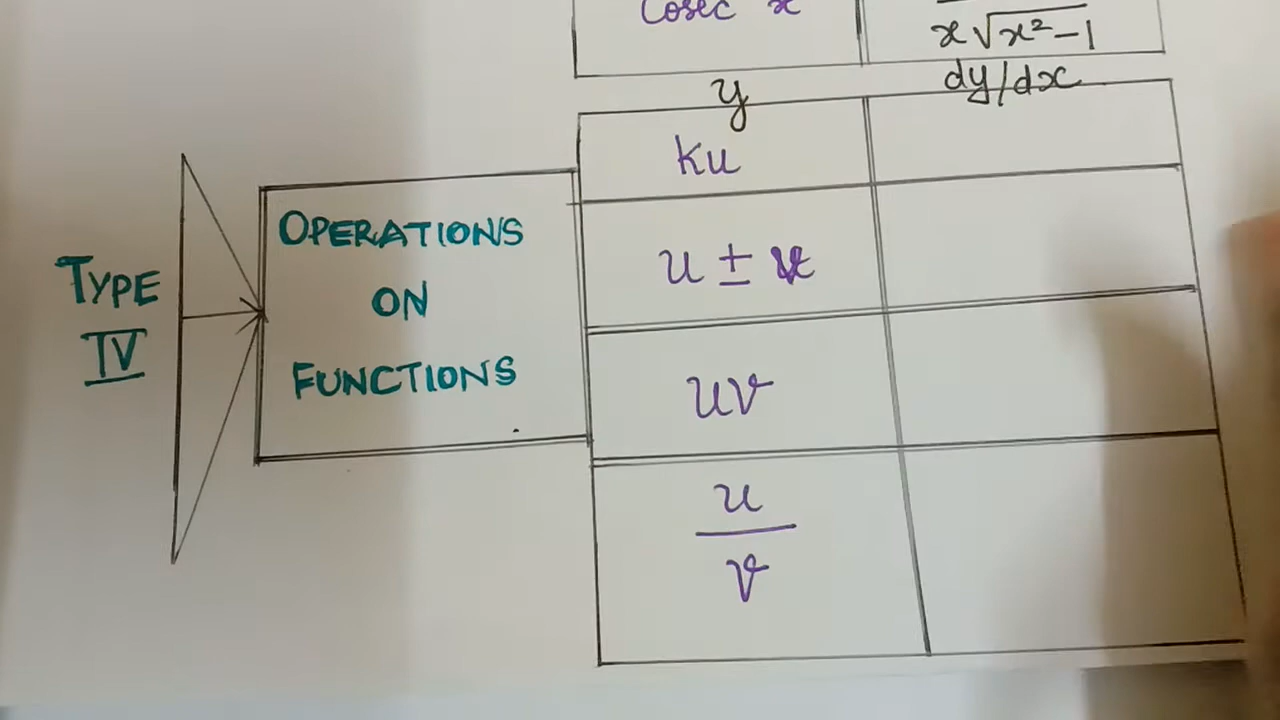 Cosec x
x√x²-1
y dy/dx
ku
u ± v
uv
u
v
TYPE
IV
OPERATIONS
ON
FUNCTIONS